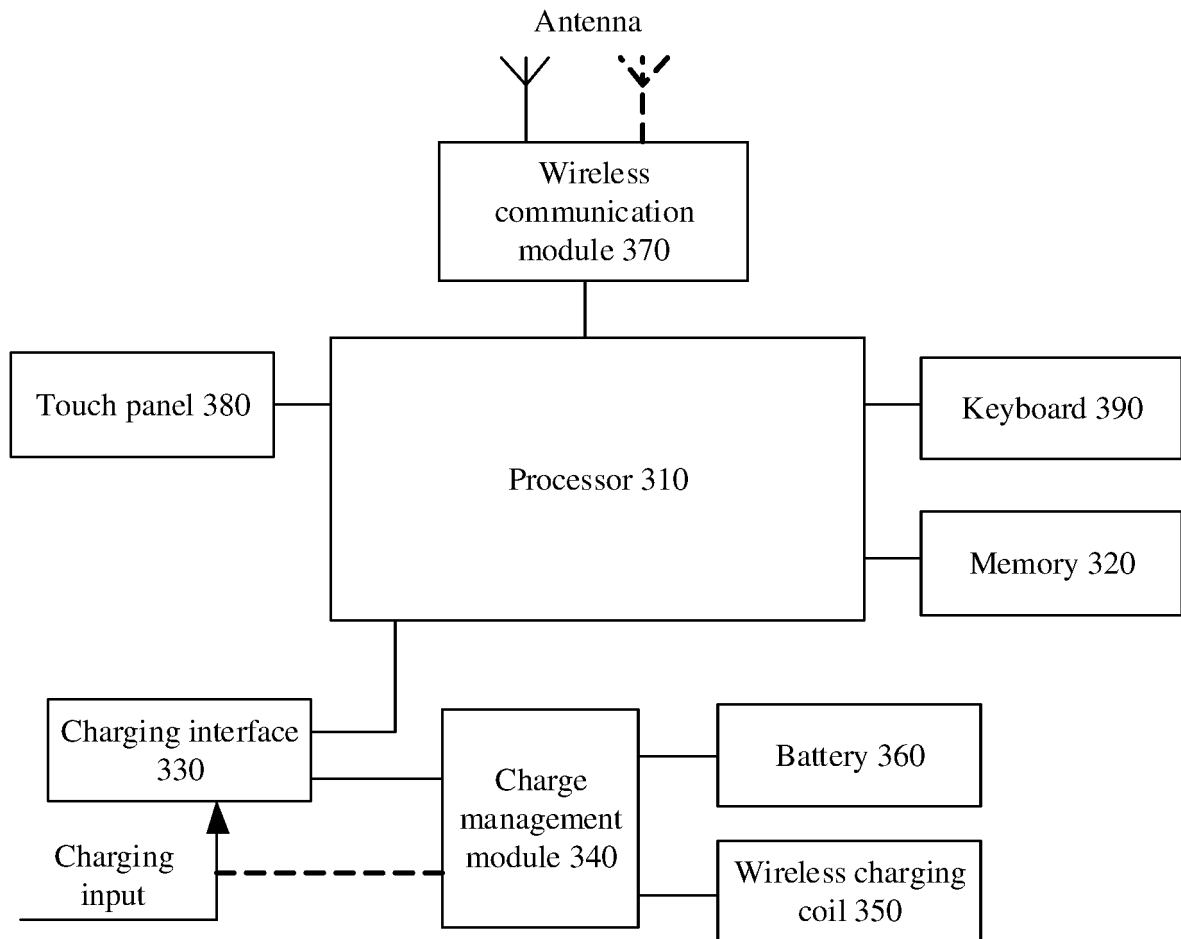 Antenna
Wireless
communication
module 370
Touch panel 380
Keyboard 390
Processor 310
Memory 320
Charging interface
330
Charging
input
Charge
management
module 340
Battery 360
Wireless charging
coil 350